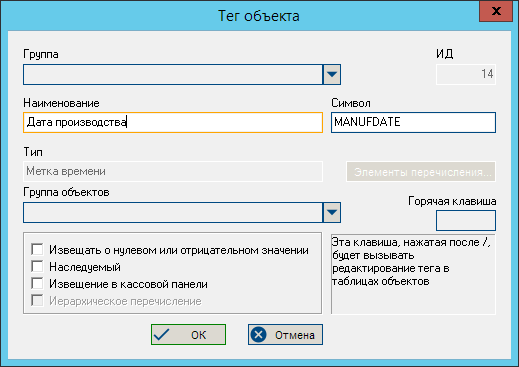 Тег объекта
x
Группа
ИД
14
Наименование
Символ
Дата производства
MANUFDATE
Тип
Метка времени
Элементы перечисления...
Группа объектов
Горячая клавиша
Извещать о нулевом или отрицательном значении
Наследуемый
Извещение в кассовой панели
Иерархическое перечисление
Эта клавиша, нажатая после /,
будет вызывать
редактирование тега в
таблицах объектов
ОК
Отмена